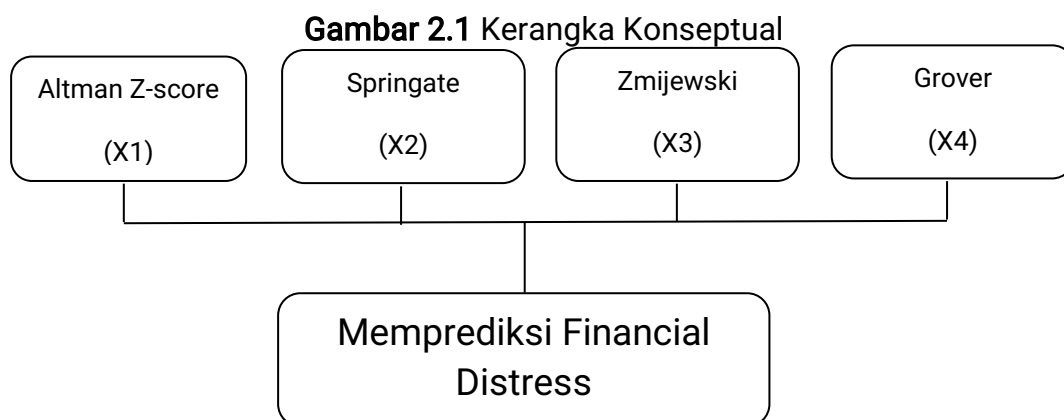 Gambar 2.1 Kerangka Konseptual
Altman Z-score
(X1)
Springate
(X2)
Zmijewski
(X3)
Grover
(X4)
Memprediksi Financial
Distress